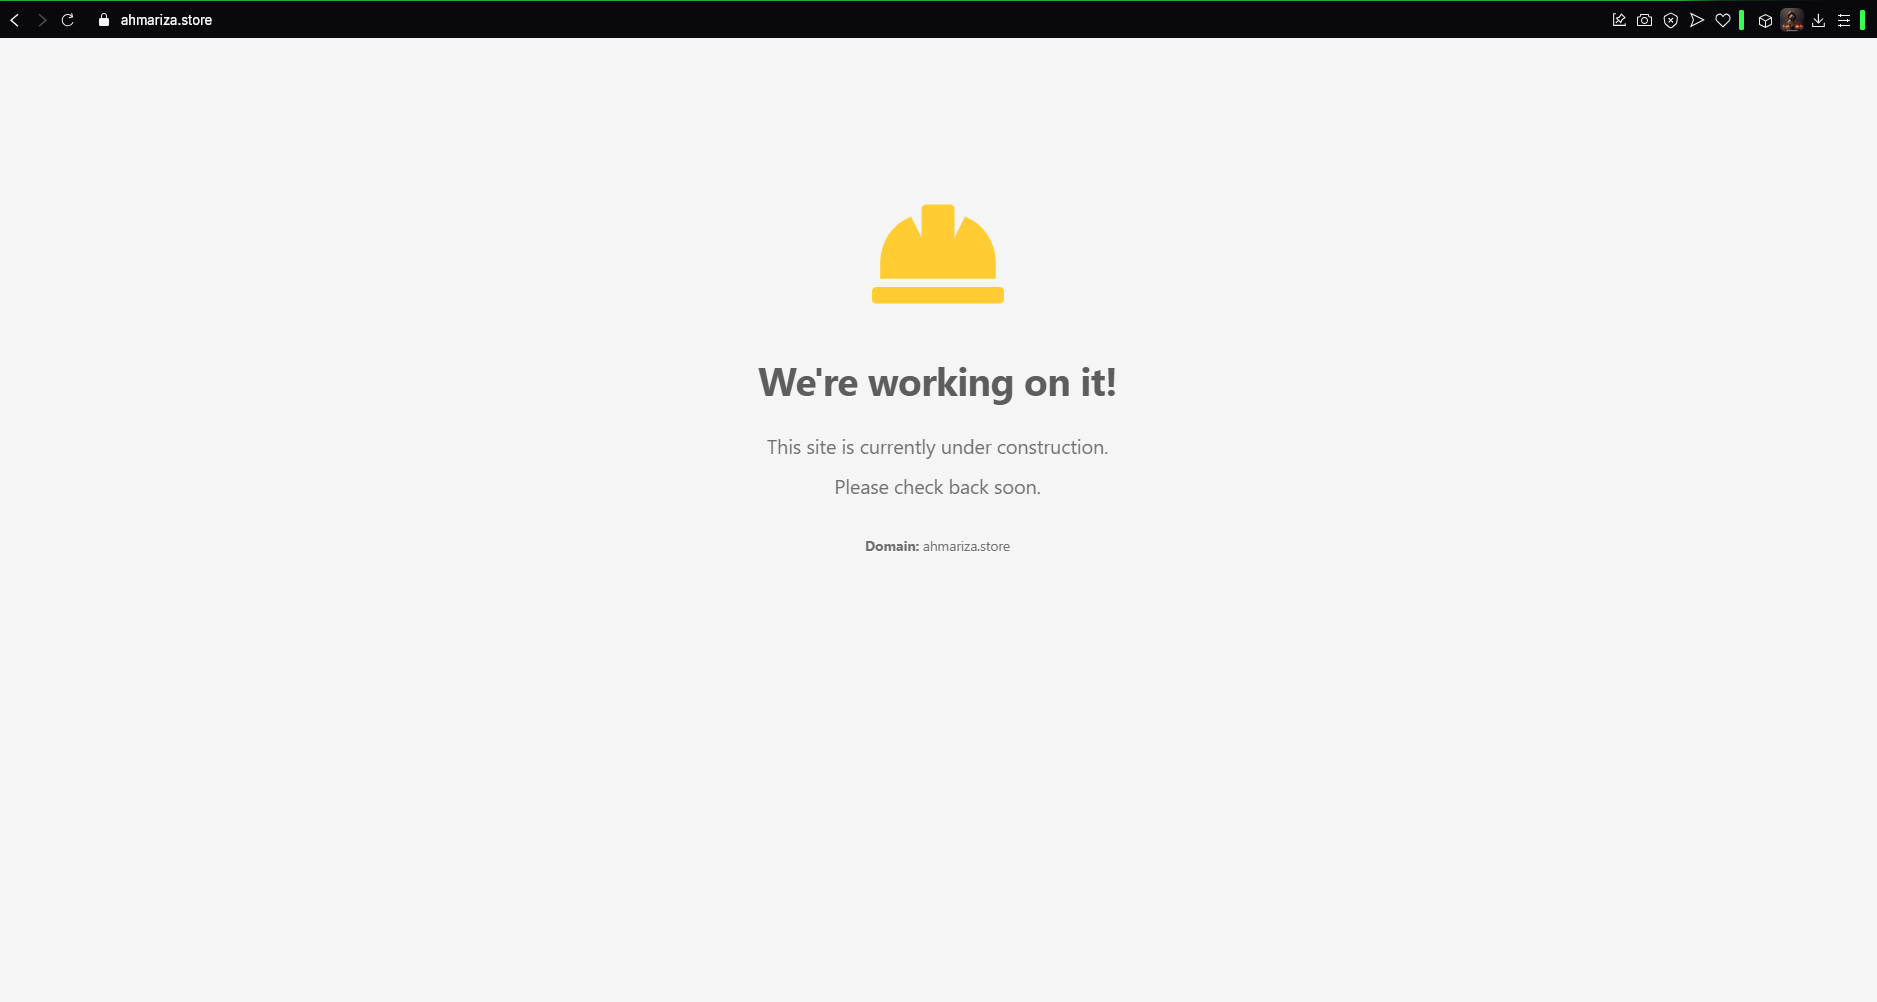 ahmariza.store
We're working on it!
This site is currently under construction.
Please check back soon.
Domain: ahmariza.store